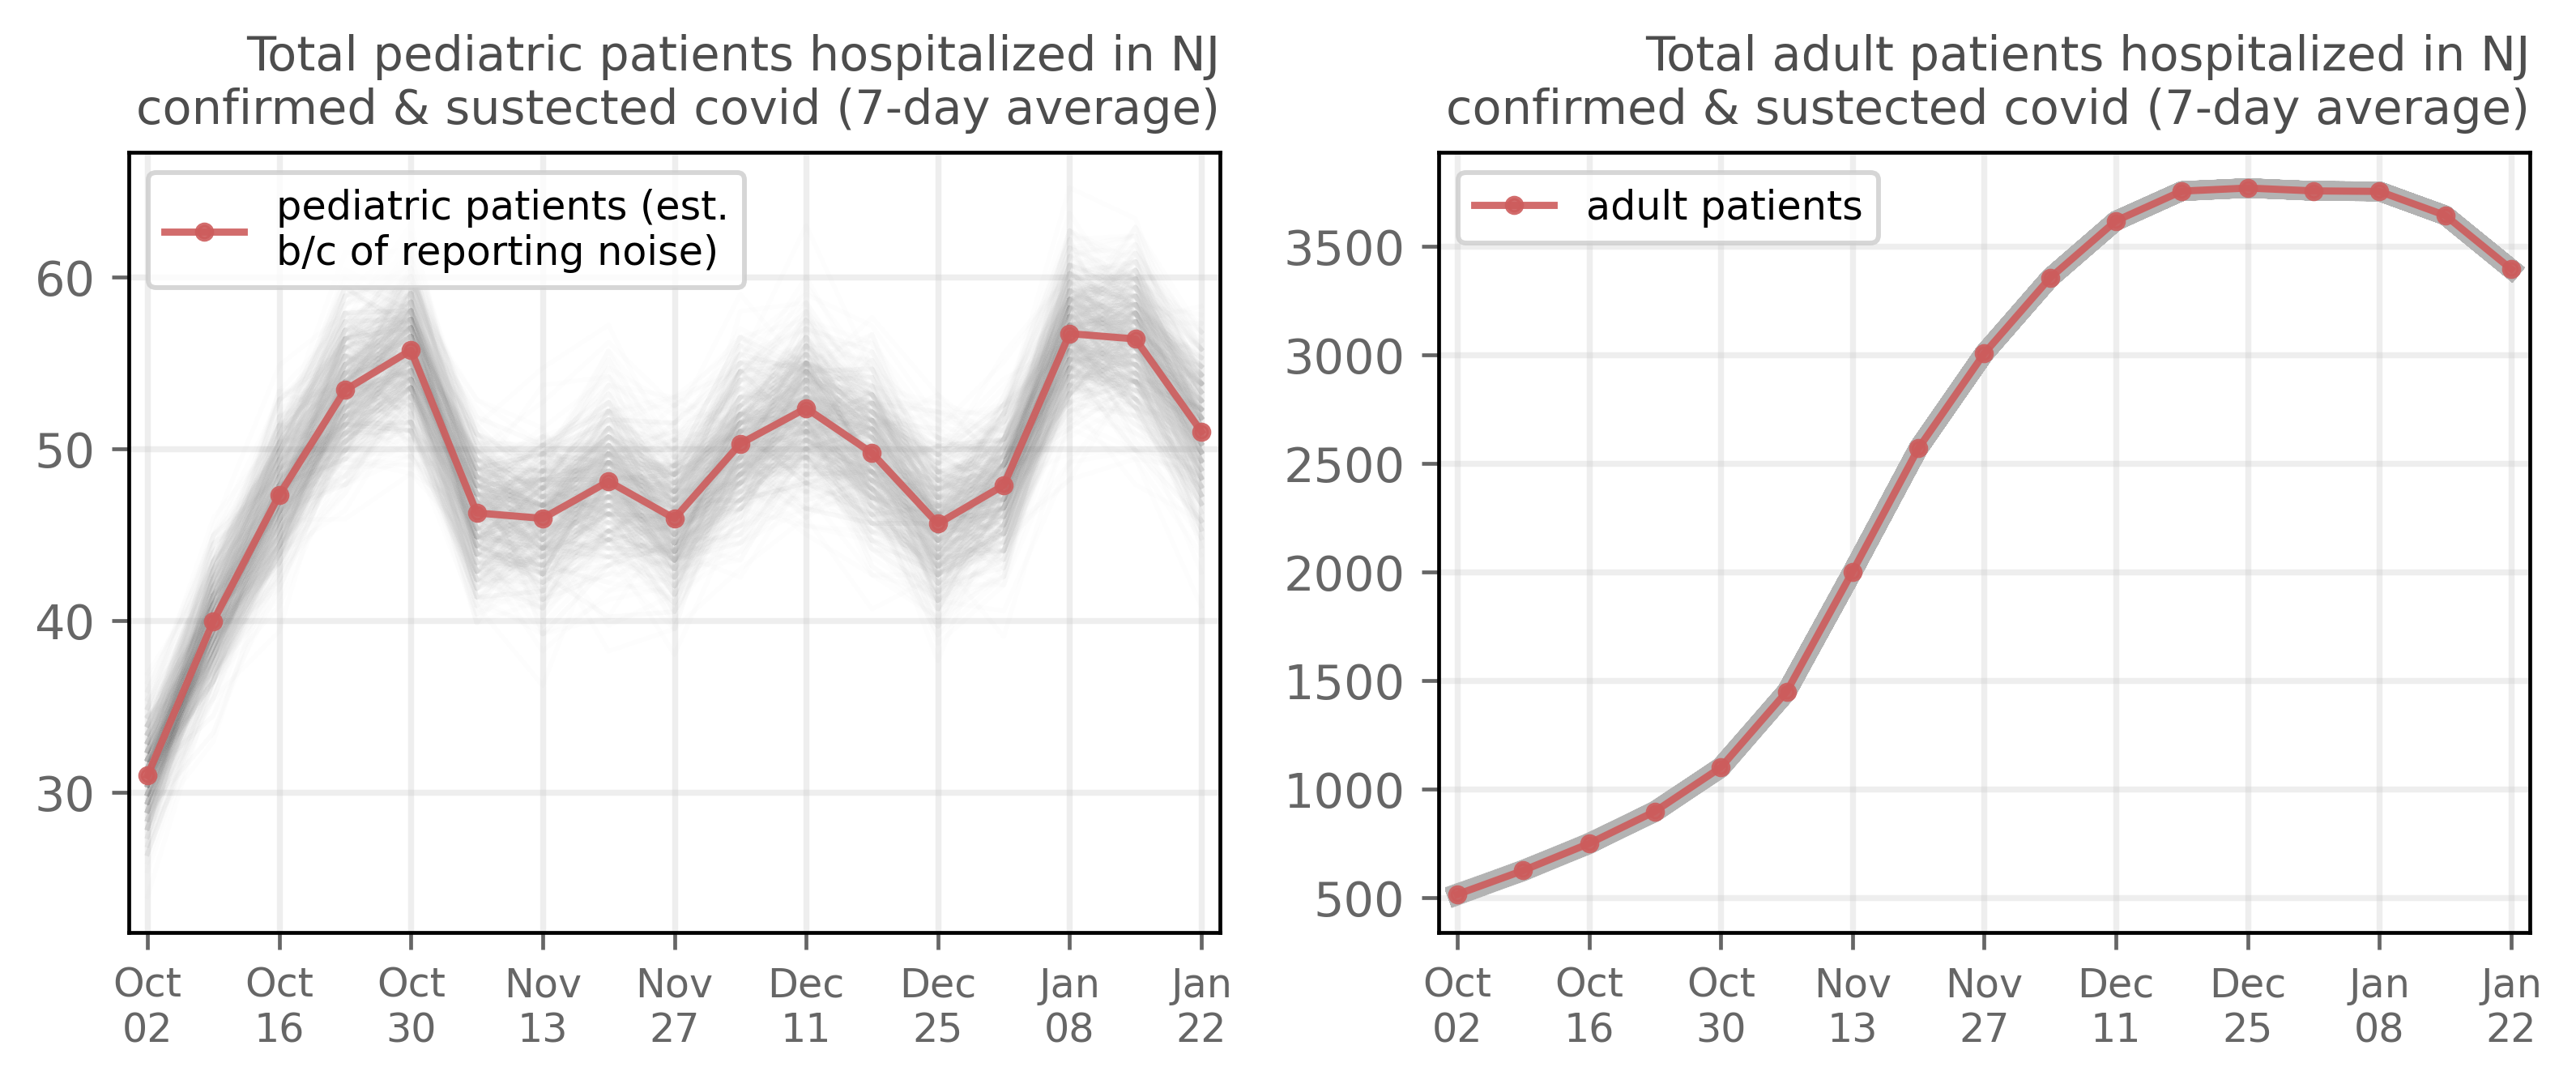 Total pediatric patients hospitalized in NJ
confirmed & sustected covid (7-day average)
pediatric patients (est.
b/c of reporting noise)
60
50
40
30
Oct Oct Oct Nov Nov Dec Dec Jan Jan
02 16 30 13 27 11 25 08 22
Total adult patients hospitalized in NJ
confirmed & sustected covid (7-day average)
adult patients
3500
3000
2500
2000
1500
1000
500
Oct Oct Oct Nov Nov Dec Dec Jan Jan
02 16 30 13 27 11 25 08 22